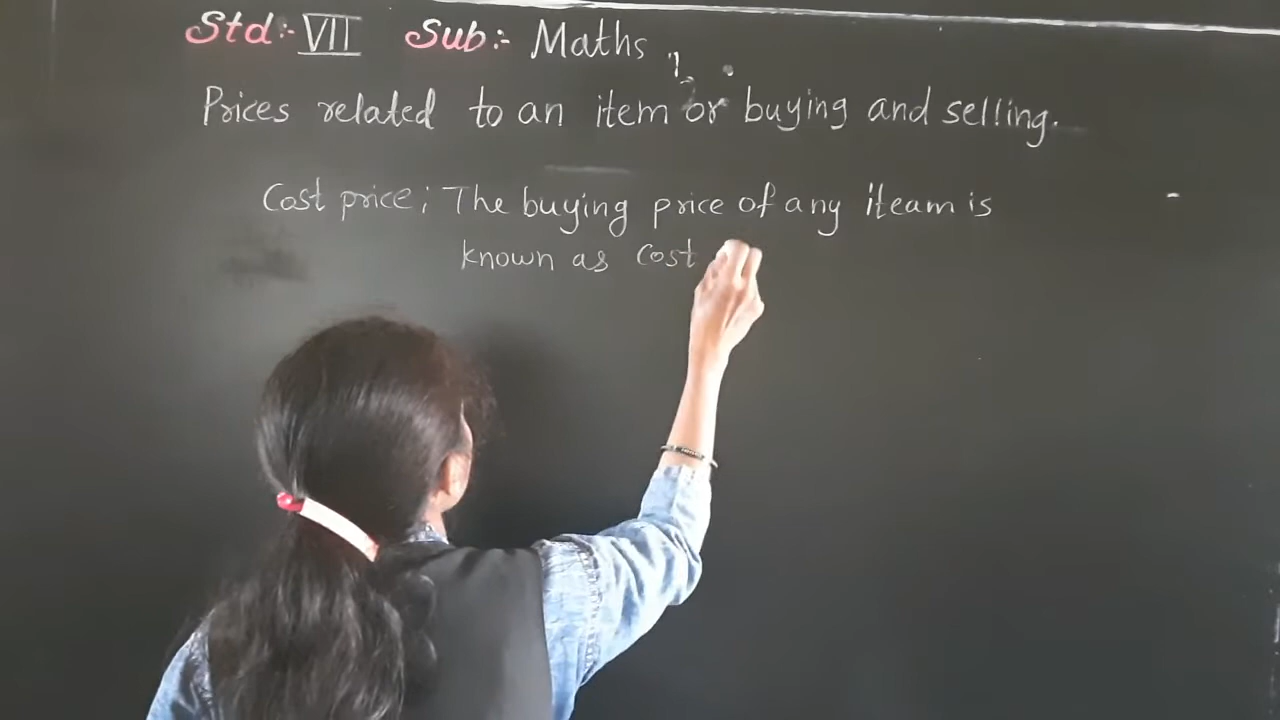 Std:- VII Sub:- Maths
Prices related to an item or buying and selling.
Cost price; The buying price of any iteam is
known as cost